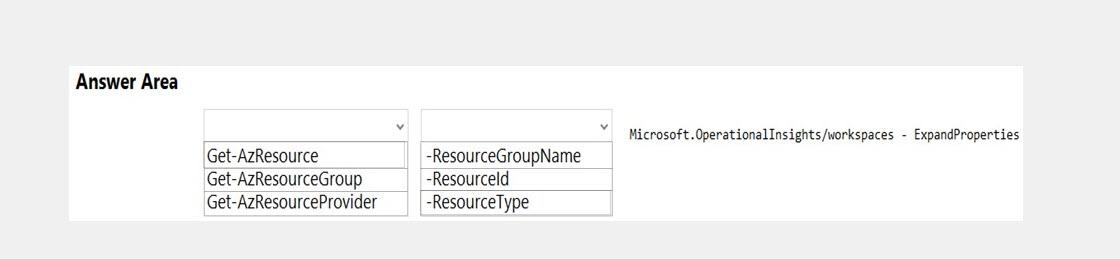 Answer Area
Microsoft.OperationalInsights/workspaces - ExpandProperties
Get-AzResource
-ResourceGroupName
Get-AzResourceGroup
-ResourceId
Get-AzResourceProvider
-ResourceType